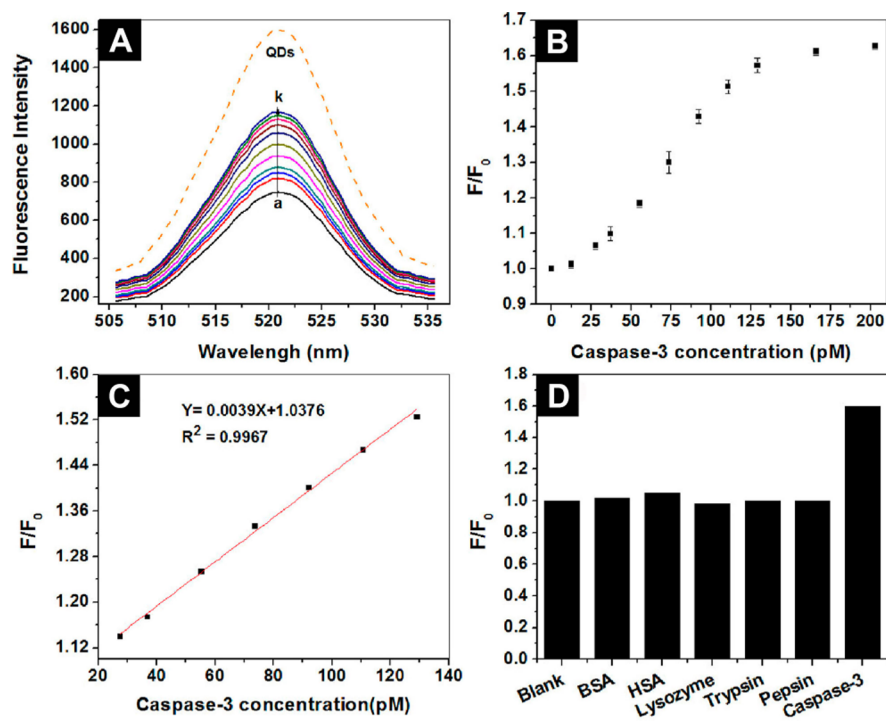 A
QDs
k
a
1600
1400
1200
1000
800
600
400
200
505 510 515 520 525 530 535
Fluorescence Intensity
Wavelengh (nm)
B
1.7
1.6
1.5
1.4
1.3
1.2
1.1
1.0
0.9
0 25 50 75 100 125 150 175 200
F/F0
Caspase-3 concentration (pM)
C
Y= 0.0039X+1.0376
R2 = 0.9967
1.60
1.52
1.44
1.36
1.28
1.20
1.12
20 40 60 80 100 120 140
F/F0
Caspase-3 concentration(pM)
D
1.8
1.6
1.4
1.2
1.0
0.8
0.6
0.4
0.2
0.0
F/F0
Blank BSA HSA Lysozyme Trypsin Pepsin Caspase-3